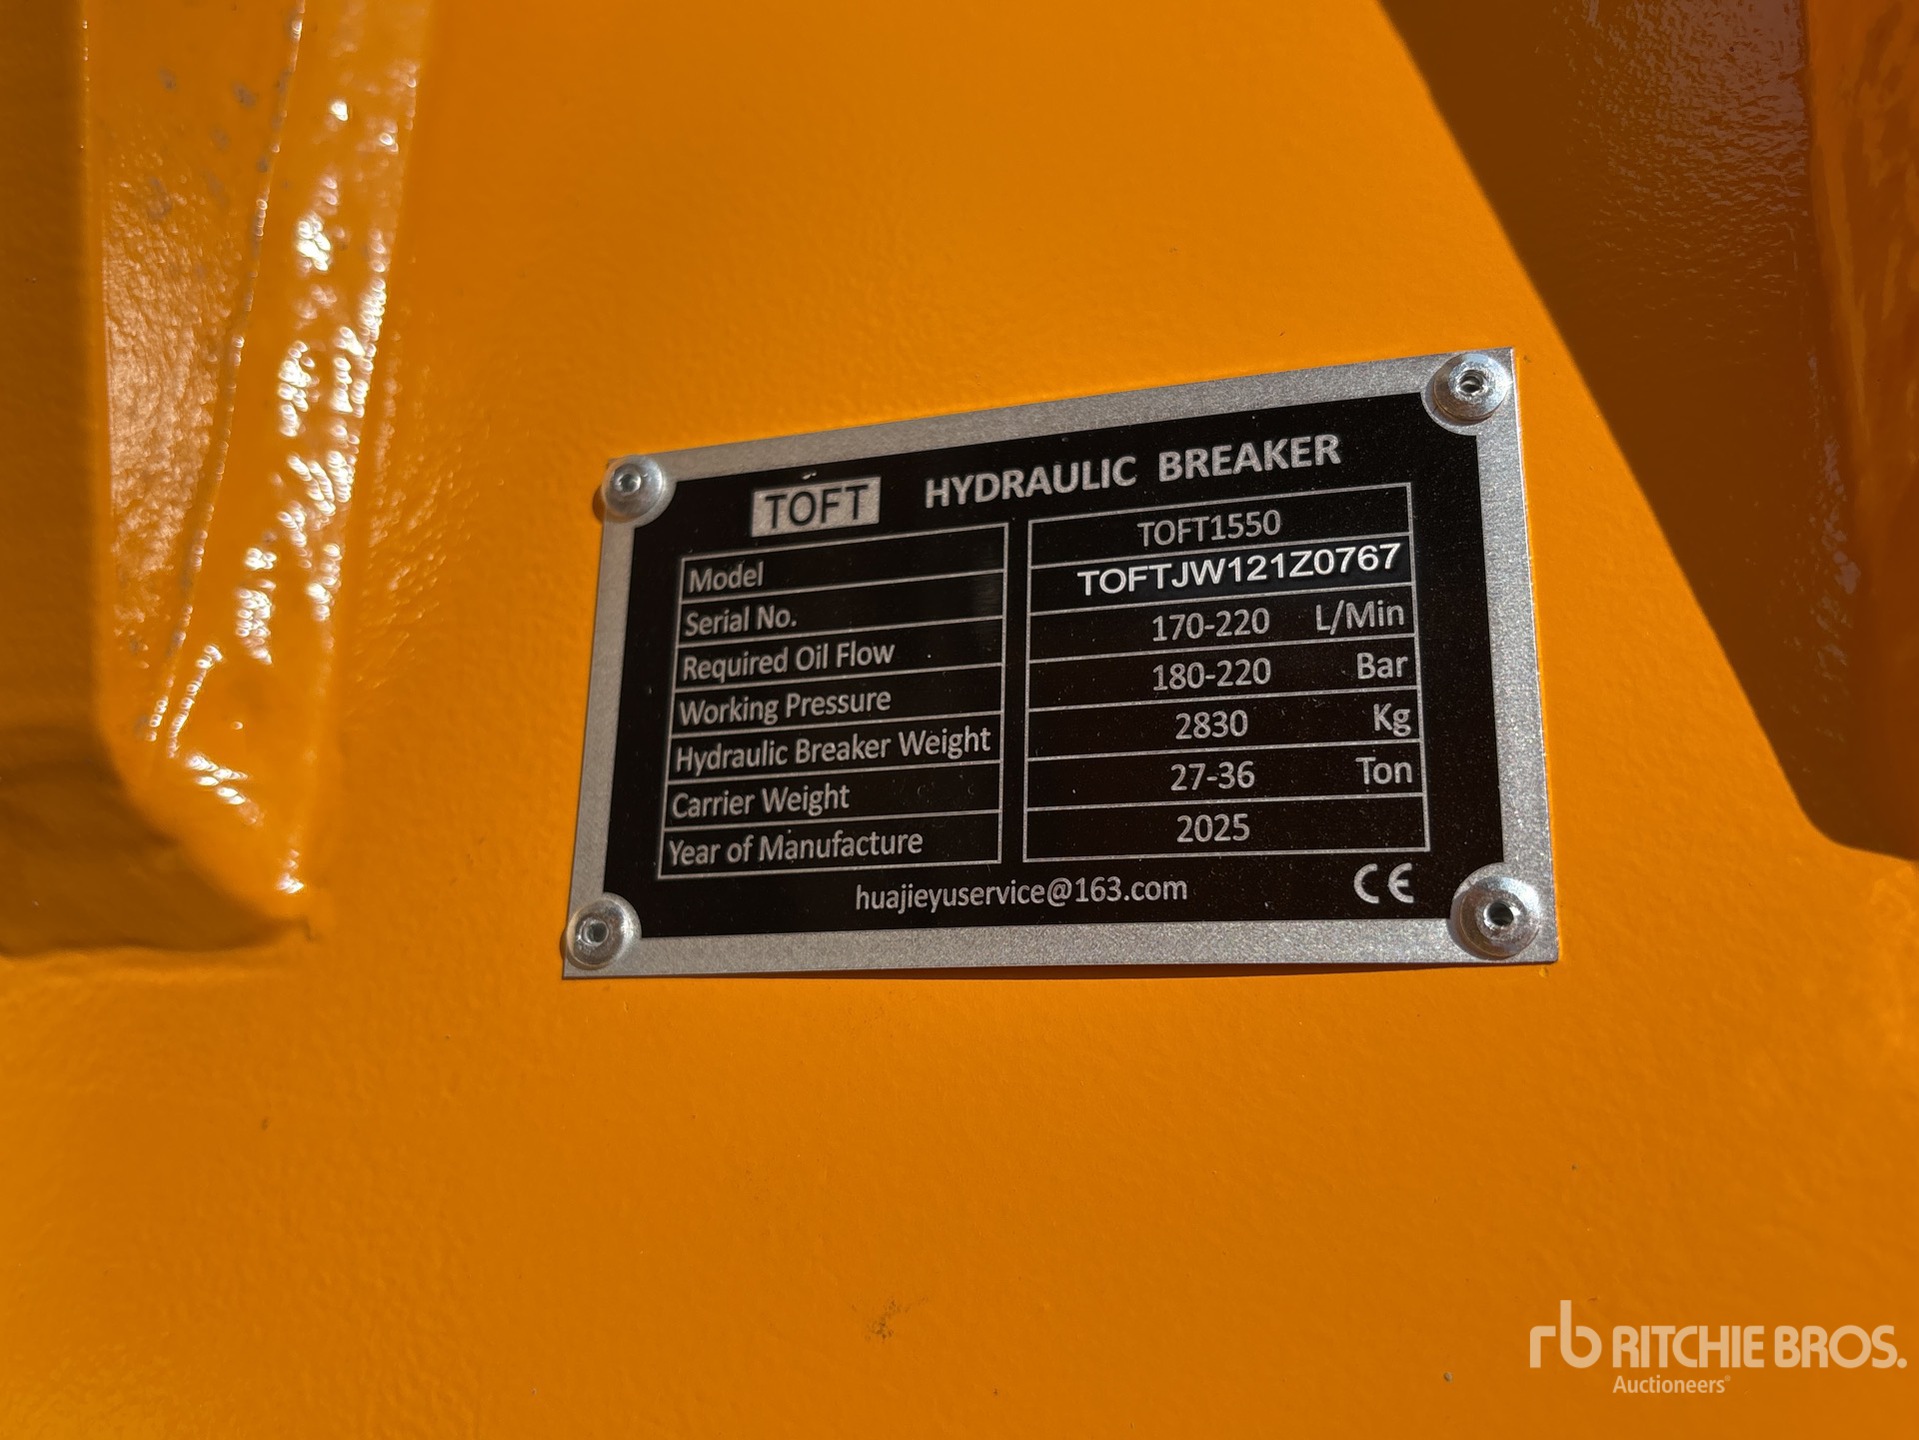 TOFT HYDRAULIC BREAKER
Model TOFT1550
Serial No. TOFTJW121Z0767
Required Oil Flow 170-220 L/Min
Working Pressure 180-220 Bar
Hydraulic Breaker Weight 2830 Kg
Carrier Weight 27-36 Ton
Year of Manufacture 2025
huajieyuservice@163.com CE
rb RITCHIE BROS.
Auctioneers